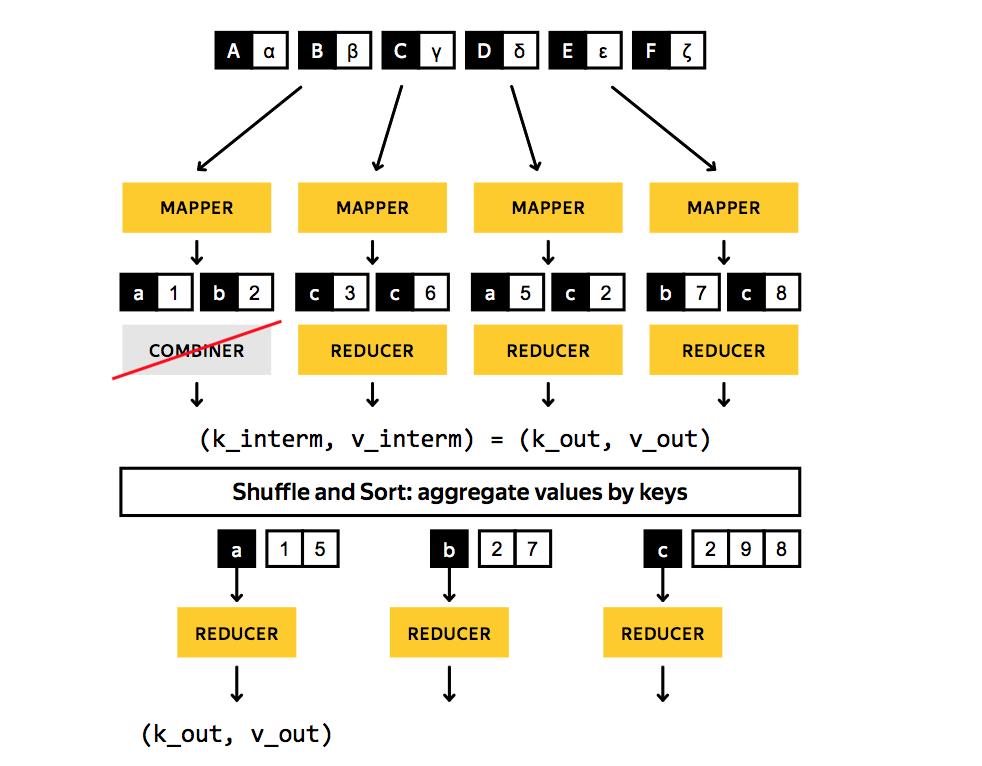 A α B β C γ D δ E ε F ζ
MAPPER MAPPER MAPPER MAPPER
a 1 b 2 c 3 c 6 a 5 c 2 b 7 c 8
COMBINER REDUCER REDUCER REDUCER
(k_interm, v_interm) = (k_out, v_out)
Shuffle and Sort: aggregate values by keys
a 1 5 b 2 7 c 2 9 8
REDUCER REDUCER REDUCER
(k_out, v_out)